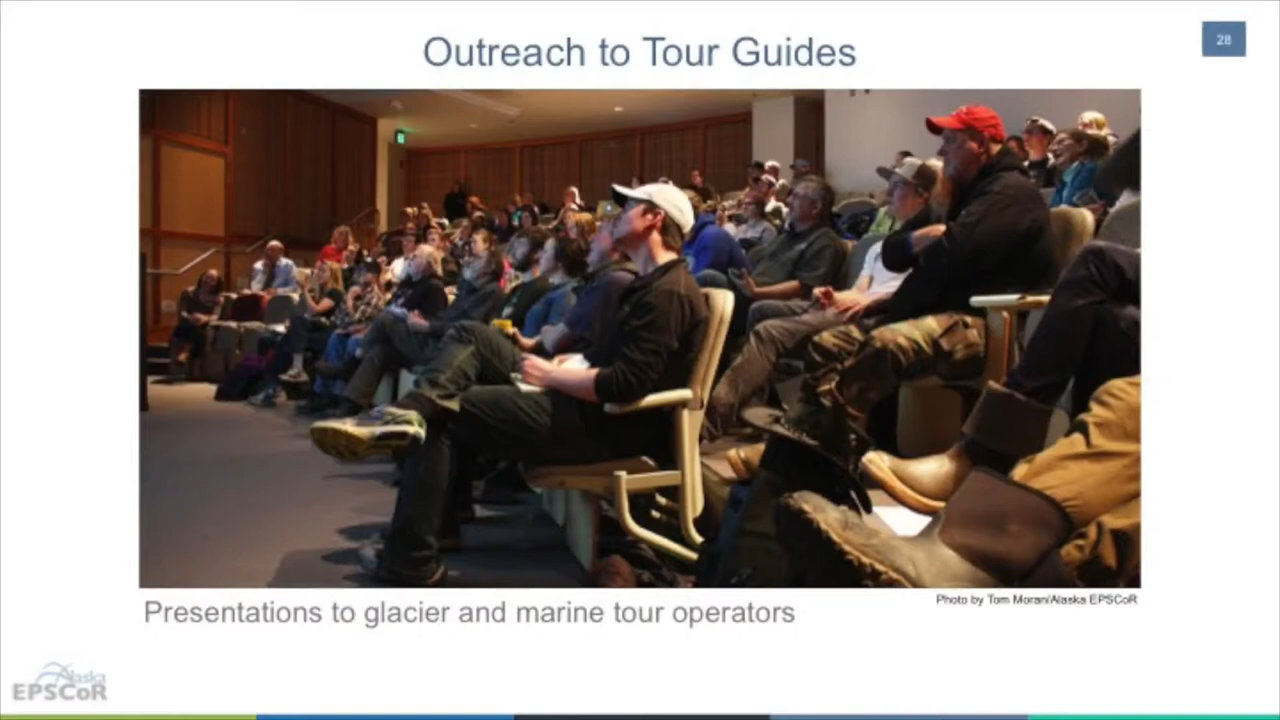 Outreach to Tour Guides
28
Photo by Tom Moran/Alaska EPSCoR
Presentations to glacier and marine tour operators
Alaska
EPSCoR